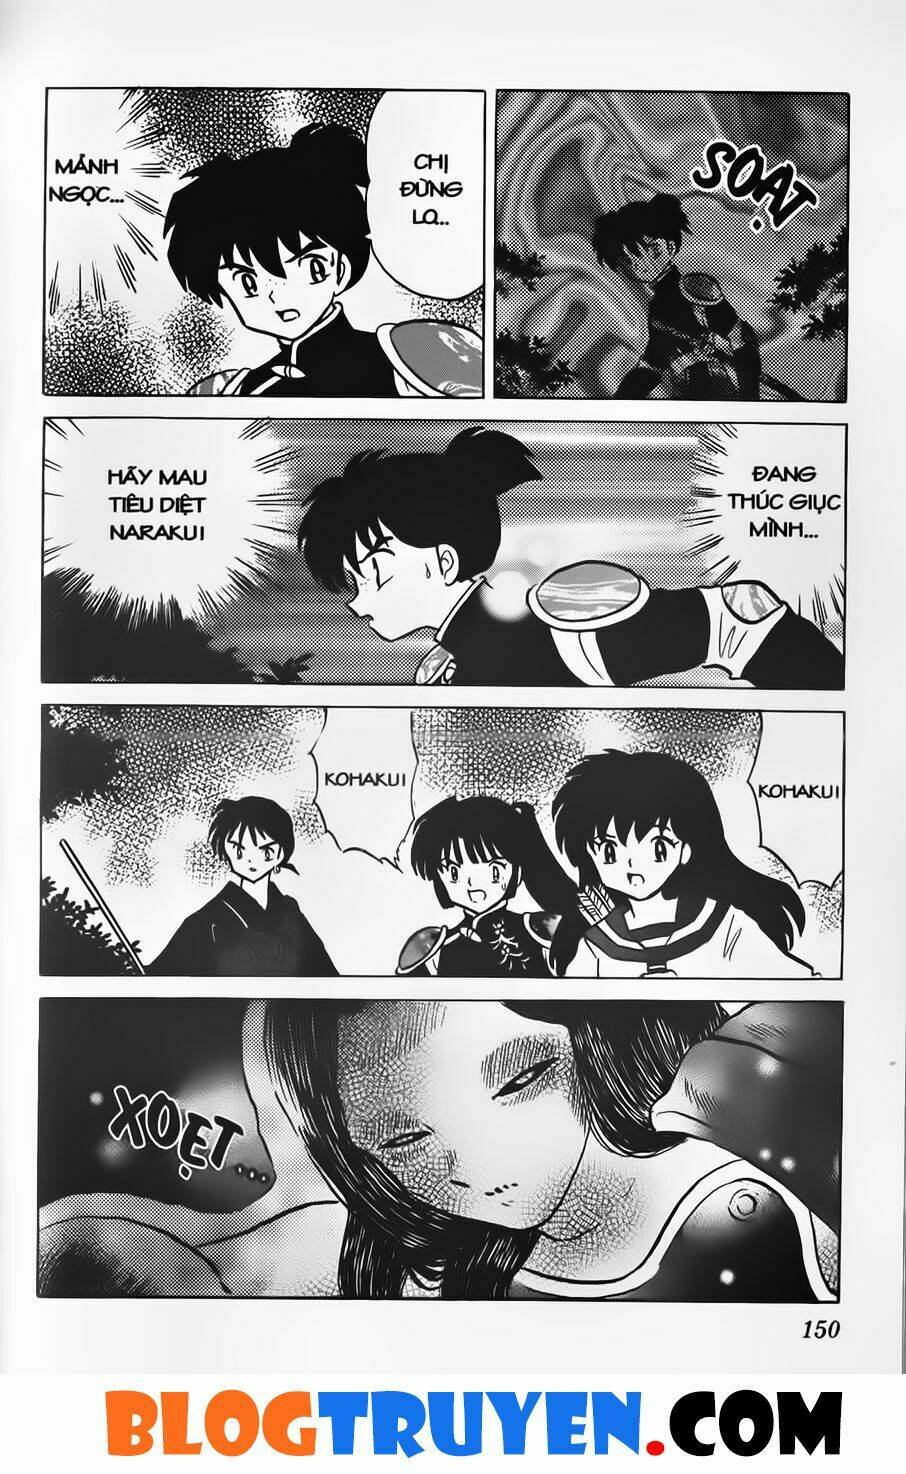 SOẠT
CHỊ
ĐỪNG
LO...
MẢNH
NGỌC...
ĐANG
THÚC GIỤC
MÌNH...
HÃY MAU
TIÊU DIỆT
NARAKU!
KOHAKU!
KOHAKU!
XOẸT...
150
BLOGTRUYEN.COM